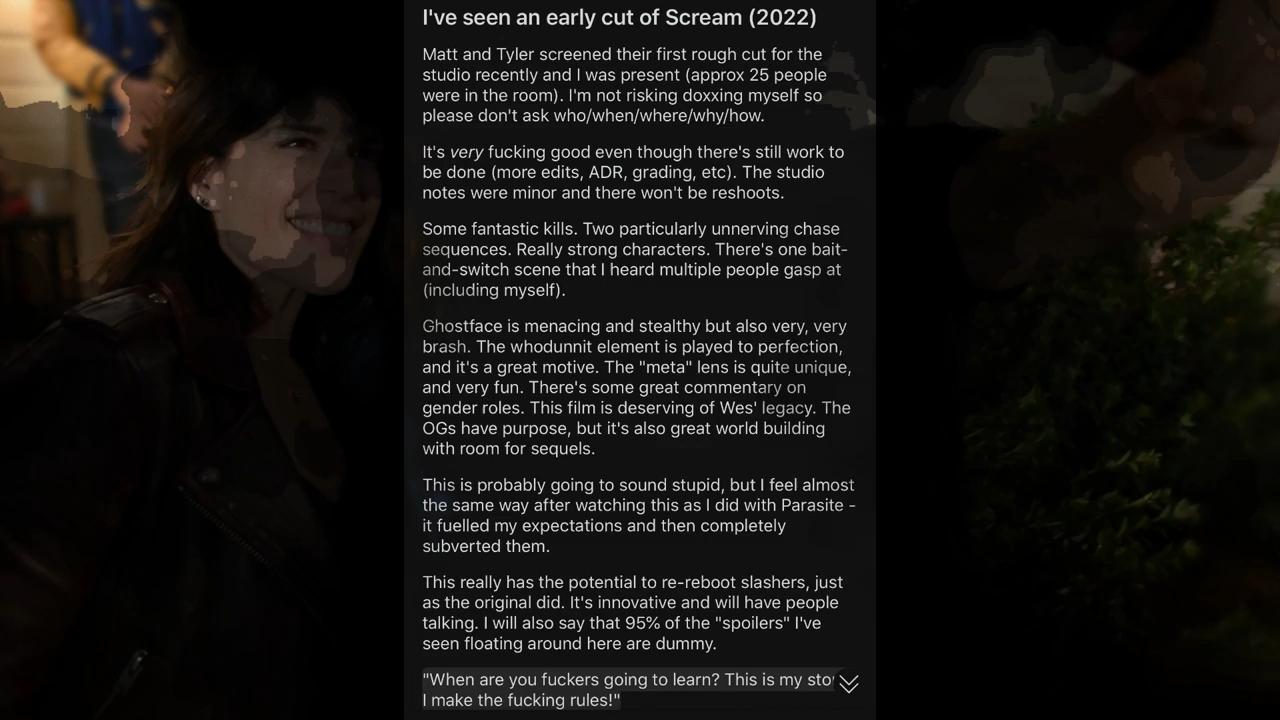 I've seen an early cut of Scream (2022)
Matt and Tyler screened their first rough cut for the
studio recently and I was present (approx 25 people
were in the room). I'm not risking doxxing myself so
please don't ask who/when/where/why/how.
It's very fucking good even though there's still work to
be done (more edits, ADR, grading, etc). The studio
notes were minor and there won't be reshoots.
Some fantastic kills. Two particularly unnerving chase
sequences. Really strong characters. There's one bait-
and-switch scene that I heard multiple people gasp at
(including myself).
Ghostface is menacing and stealthy but also very, very
brash. The whodunnit element is played to perfection,
and it's a great motive. The "meta" lens is quite unique,
and very fun. There's some great commentary on
gender roles. This film is deserving of Wes' legacy. The
OGs have purpose, but it's also great world building
with room for sequels.
This is probably going to sound stupid, but I feel almost
the same way after watching this as I did with Parasite -
it fuelled my expectations and then completely
subverted them.
This really has the potential to re-reboot slashers, just
as the original did. It's innovative and will have people
talking. I will also say that 95% of the "spoilers" I've
seen floating around here are dummy.
"When are you fuckers going to learn? This is my
I make the fucking rules!"